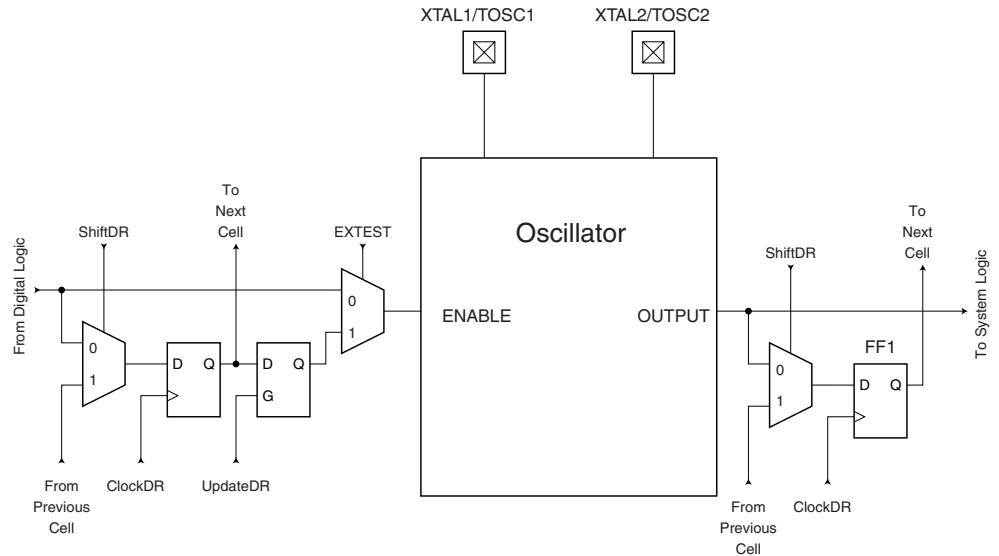 XTAL1/TOSC1
XTAL2/TOSC2
To
Next
Cell
ShiftDR
EXTEST
From Digital Logic
0
1
D
Q
D
Q
G
0
1
From
Previous
Cell
ClockDR
UpdateDR
Oscillator
ENABLE
OUTPUT
To
Next
Cell
ShiftDR
To System Logic
FF1
0
1
D
Q
From
Previous
Cell
ClockDR